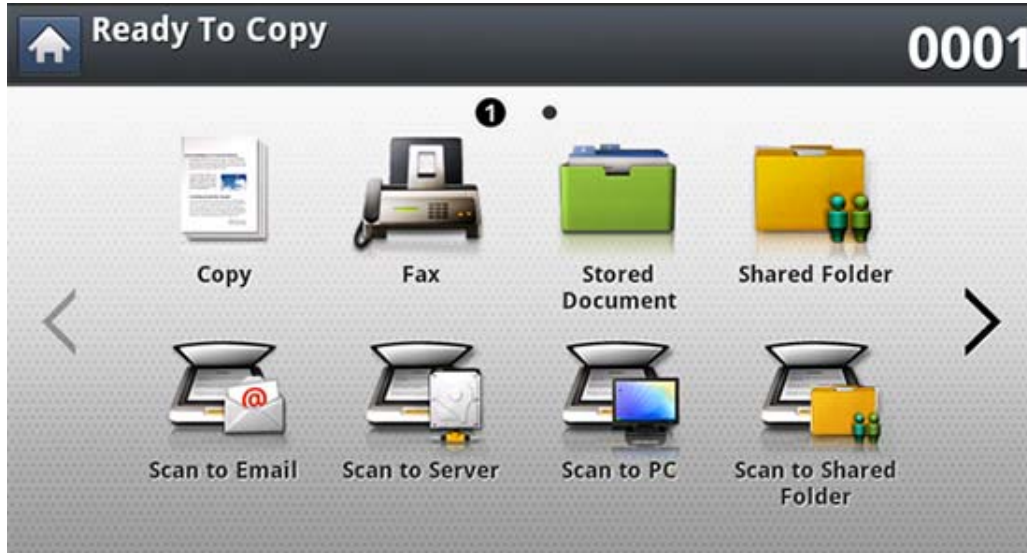 Ready To Copy
0001
1
Copy
Fax
Stored
Document
Shared Folder
@
Scan to Email
Scan to Server
Scan to PC
Scan to Shared
Folder